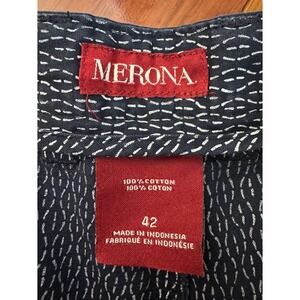 MERONA
100% COTTON
100% COTON
42
MADE IN INDONESIA
FABRIQUÉ EN INDONÉSIE